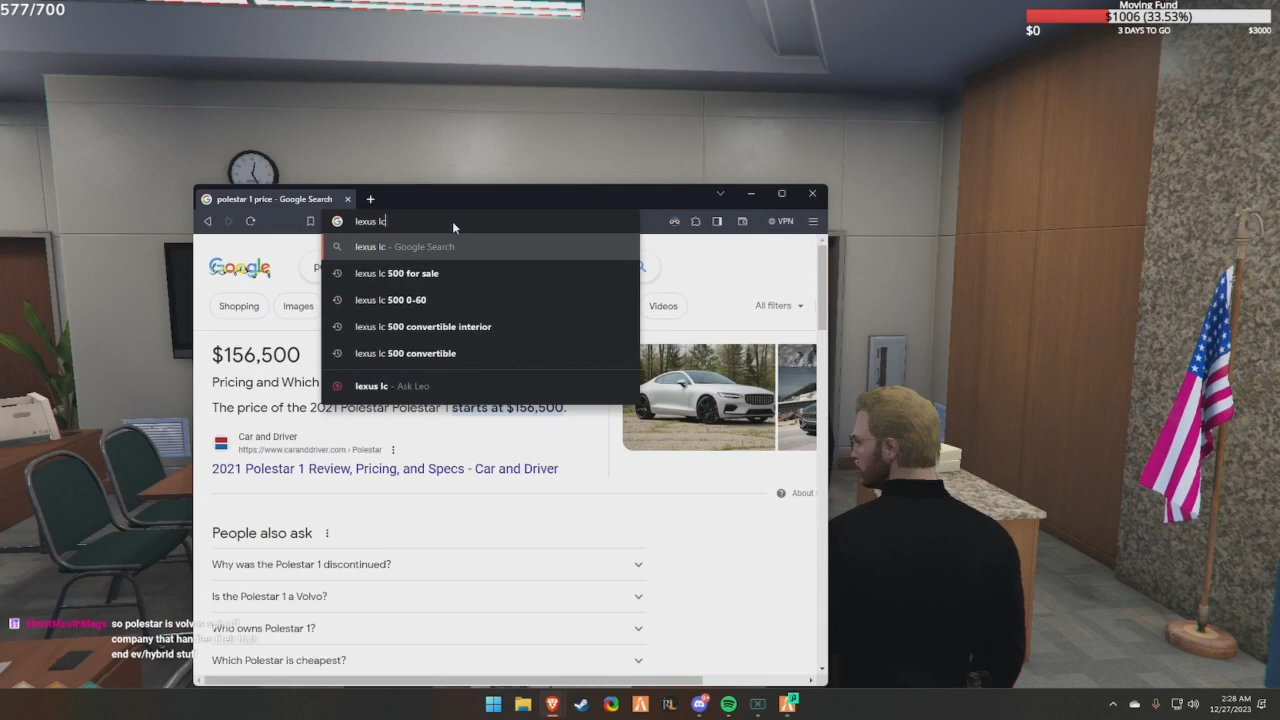 577/700
Moving Fund
$1006 (33.53%)
$0
3 DAYS TO GO
$3000
polestar 1 price - Google Search
lexus lc
VPN
lexus lc - Google Search
lexus lc 500 for sale
lexus lc 500 0-60
lexus lc 500 convertible interior
lexus lc 500 convertible
lexus lc - Ask Leo
Google
Shopping
Images
Videos
All filters
$156,500
Pricing and Which
The price of the 2021 Polestar Polestar 1 starts at $156,500.
Car and Driver
https://www.caranddriver.com › Polestar
2021 Polestar 1 Review, Pricing, and Specs - Car and Driver
About
People also ask
Why was the Polestar 1 discontinued?
Is the Polestar 1 a Volvo?
Who owns Polestar 1?
Which Polestar is cheapest?
so polestar is volvos
company that handles their high
end ev/hybrid stuff
2:28 AM
12/27/2023